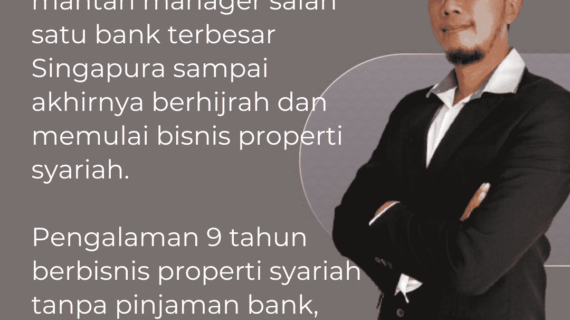 mantan manager salah
satu bank terbesar
Singapura sampai
akhirnya berhijrah dan
memulai bisnis properti
syariah.
Pengalaman 9 tahun
berbisnis properti syariah
tanpa pinjaman bank,